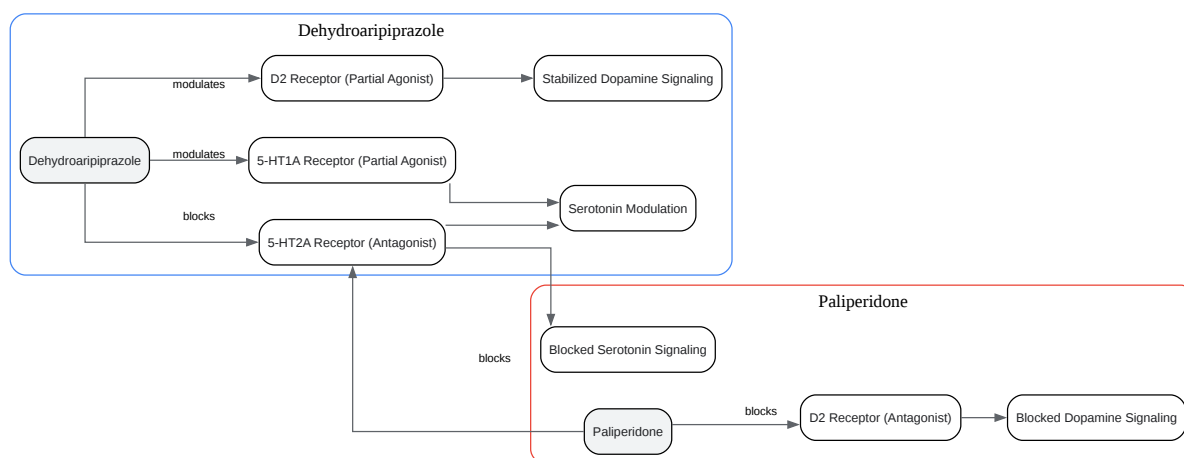 Dehydroaripiprazole
D2 Receptor (Partial Agonist)
Stabilized Dopamine Signaling
modulates
Dehydroaripiprazole
modulates
5-HT1A Receptor (Partial Agonist)
Serotonin Modulation
blocks
5-HT2A Receptor (Antagonist)
Paliperidone
Blocked Serotonin Signaling
blocks
Paliperidone
blocks
D2 Receptor (Antagonist)
Blocked Dopamine Signaling